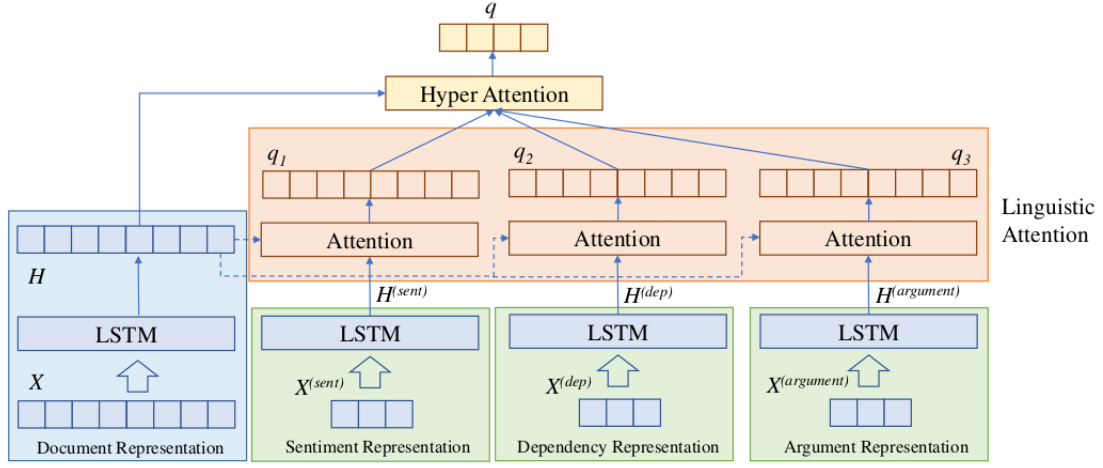 q
Hyper Attention
q1
q2
q3
Linguistic
Attention
Attention
Attention
Attention
H
H(sent)
H(dep)
H(argument)
LSTM
LSTM
LSTM
LSTM
X
X(sent)
X(dep)
X(argument)
Document Representation
Sentiment Representation
Dependency Representation
Argument Representation